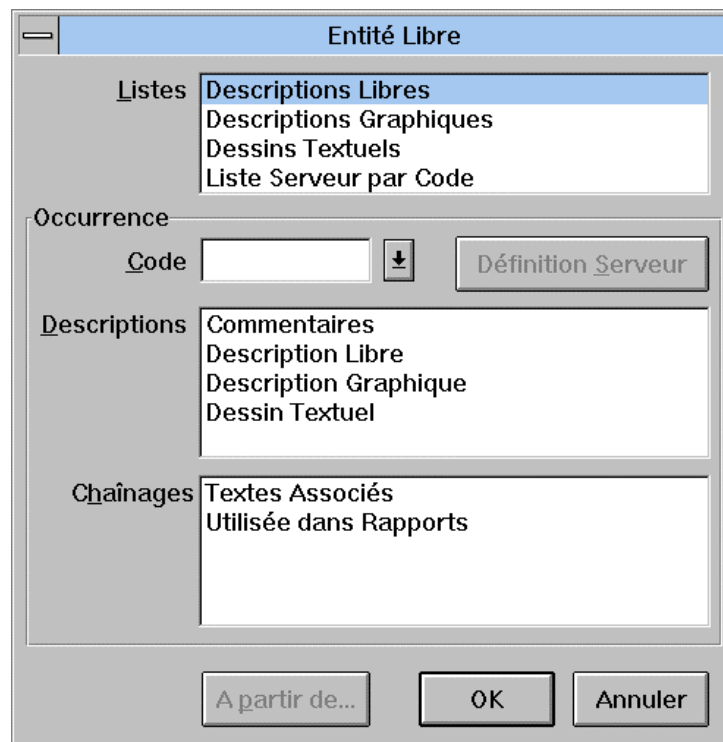 Entité Libre
Listes
Descriptions Libres
Descriptions Graphiques
Dessins Textuels
Liste Serveur par Code
Occurrence
Code
Définition Serveur
Descriptions
Commentaires
Description Libre
Description Graphique
Dessin Textuel
Chaînages
Textes Associés
Utilisée dans Rapports
A partir de...
OK
Annuler